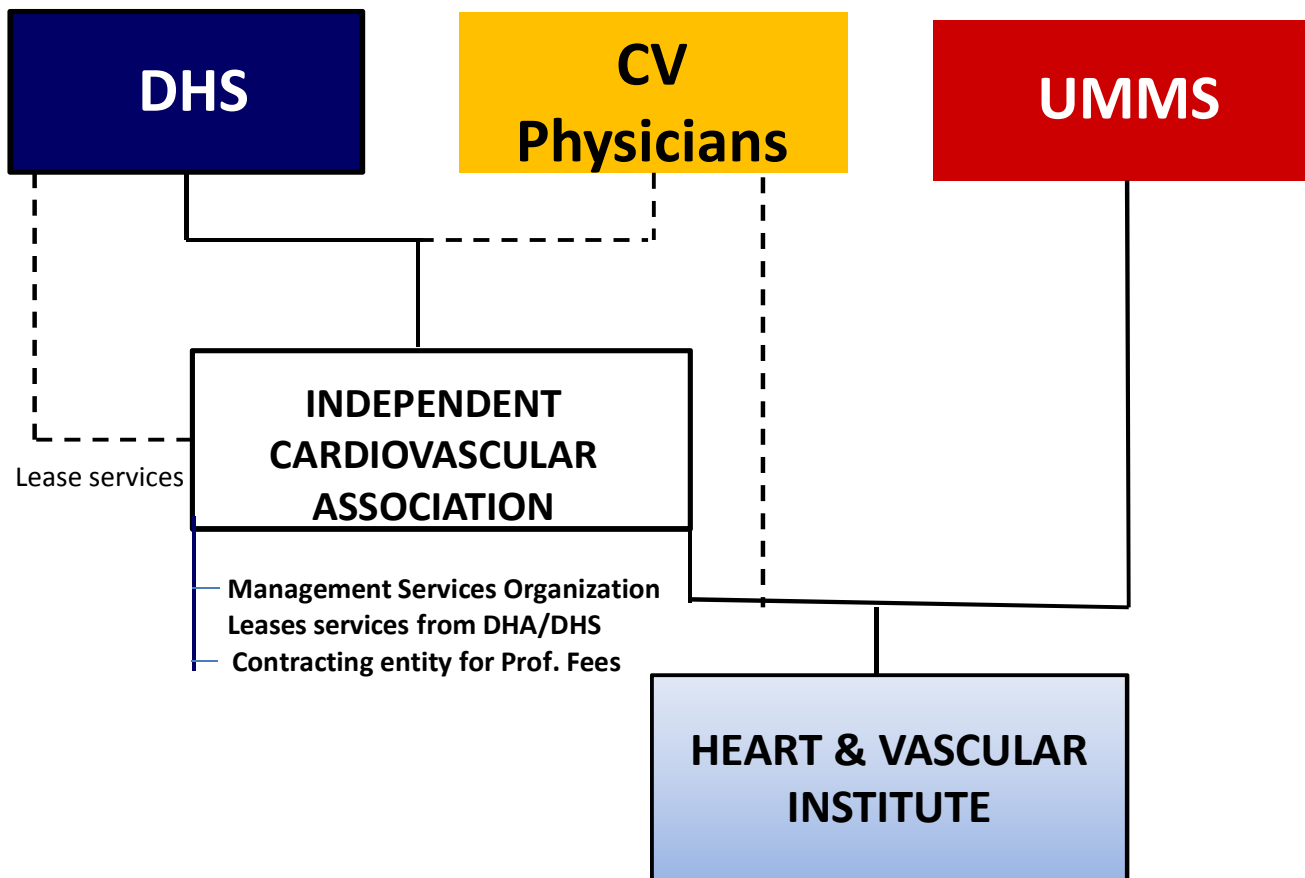 DHS
CV
Physicians
UMMS
INDEPENDENT
CARDIOVASCULAR
ASSOCIATION
Lease services
Management Services Organization
Leases services from DHA/DHS
Contracting entity for Prof. Fees
HEART & VASCULAR
INSTITUTE